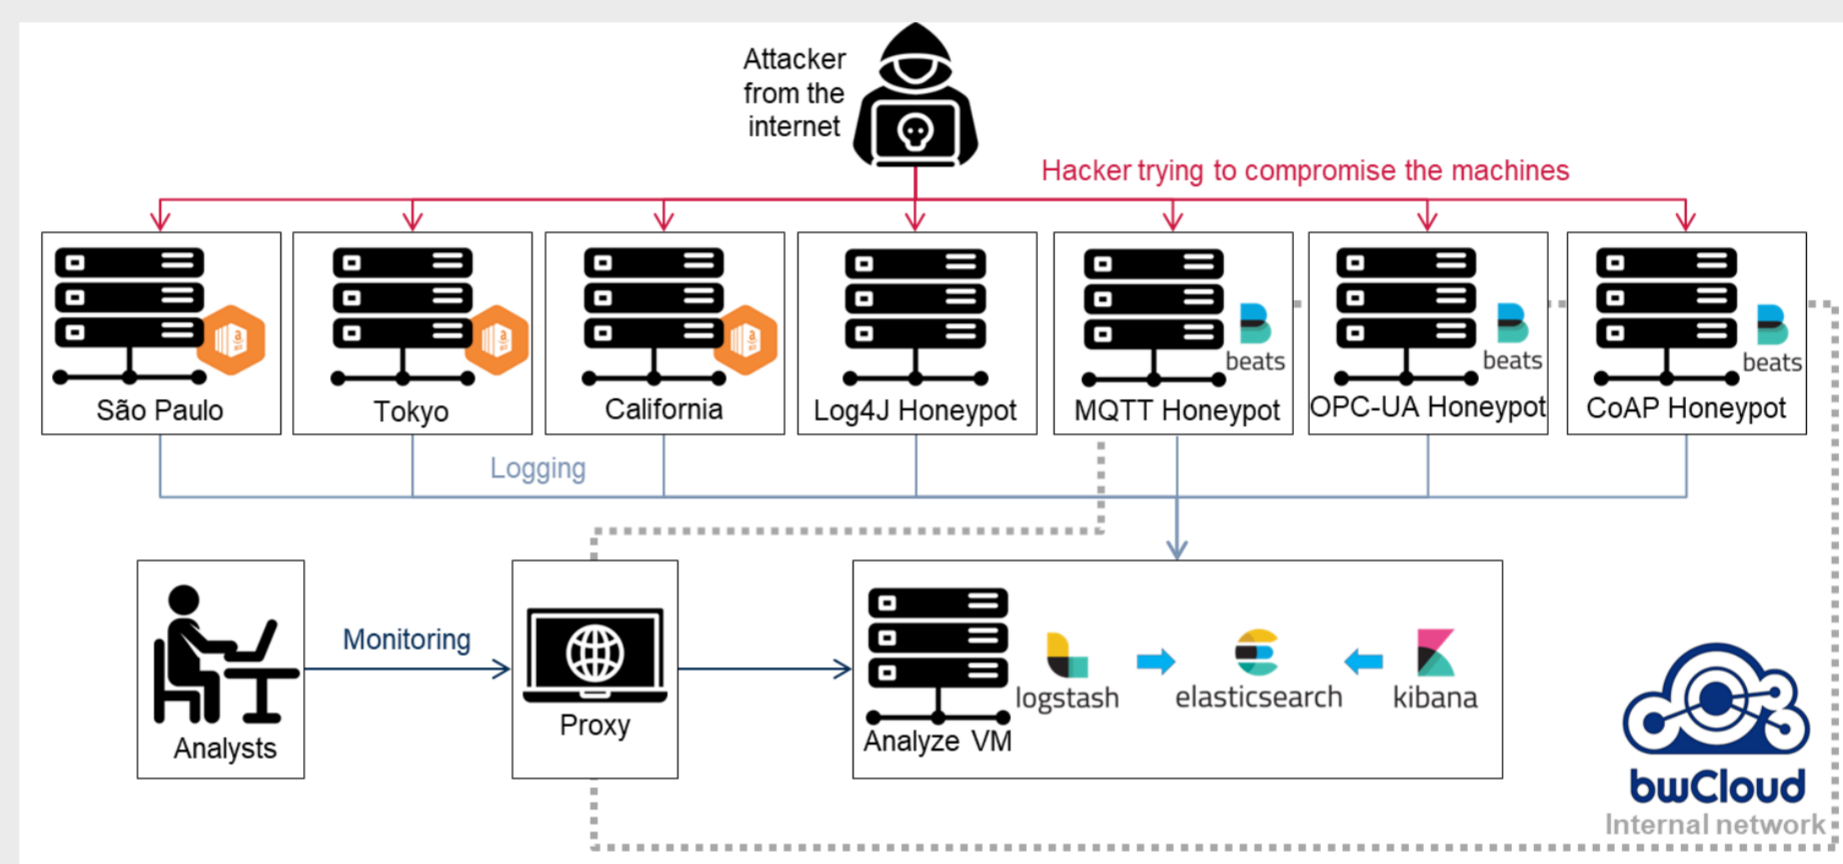 Attacker
from the
internet
Hacker trying to compromise the machines
São Paulo
Tokyo
California
Log4J Honeypot
beats
MQTT Honeypot
beats
OPC-UA Honeypot
beats
CoAP Honeypot
Logging
Analysts
Monitoring
Proxy
Analyze VM
logstash
elasticsearch
kibana
bwCloud
Internal network